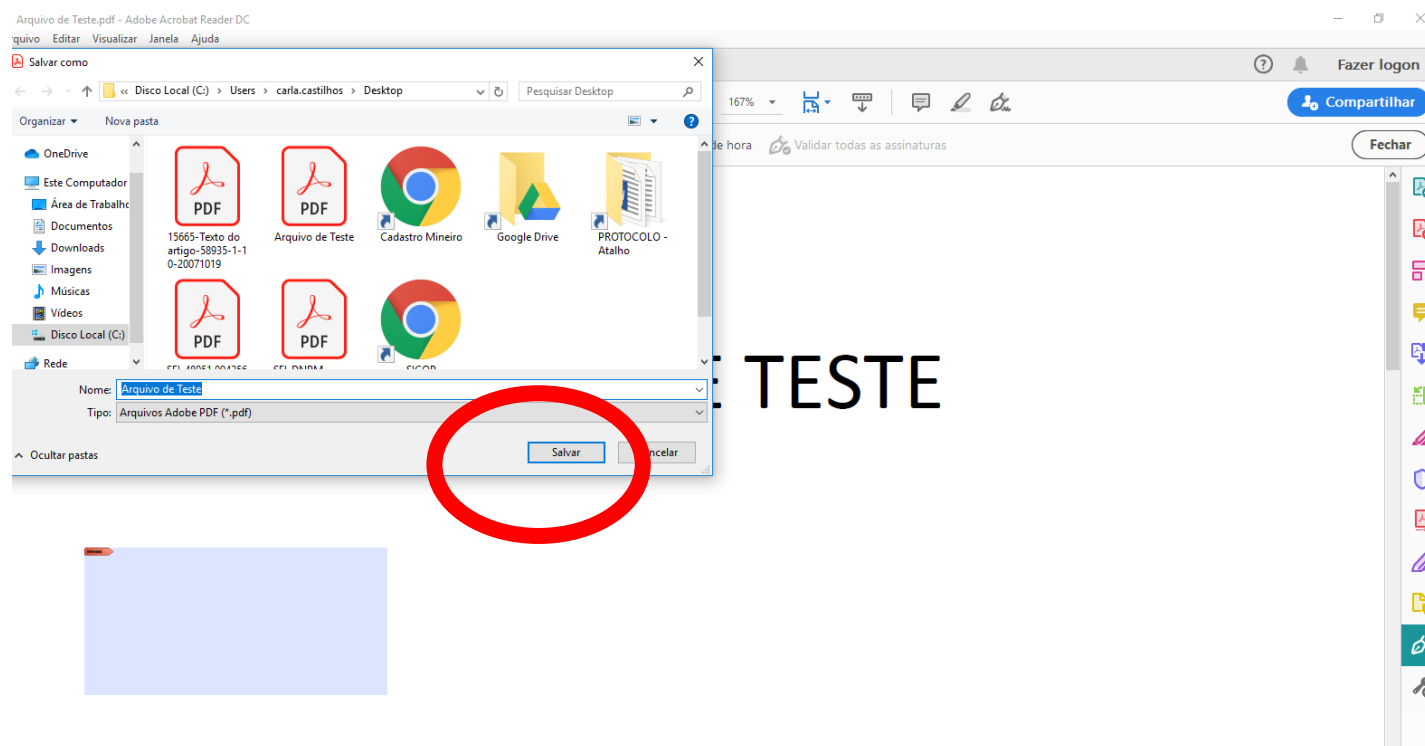 Arquivo de Teste.pdf - Adobe Acrobat Reader DC
rquivo Editar Visualizar Janela Ajuda
Salvar como
« Disco Local (C:) › Users › carla.castilhos › Desktop
Pesquisar Desktop
Organizar
Nova pasta
OneDrive
Este Computador
Área de Trabalho
Documentos
Downloads
Imagens
Músicas
Vídeos
Disco Local (C:)
Rede
PDF
15665-Texto do
artigo-58935-1-1
0-20071019
PDF
Arquivo de Teste
Cadastro Mineiro
Google Drive
PROTOCOLO -
Atalho
PDF
PDF
Nome: Arquivo de Teste
Tipo: Arquivos Adobe PDF (*.pdf)
Ocultar pastas
Salvar
ncelar
Fazer logon
167%
Compartilhar
de hora
Validar todas as assinaturas
Fechar
E TESTE